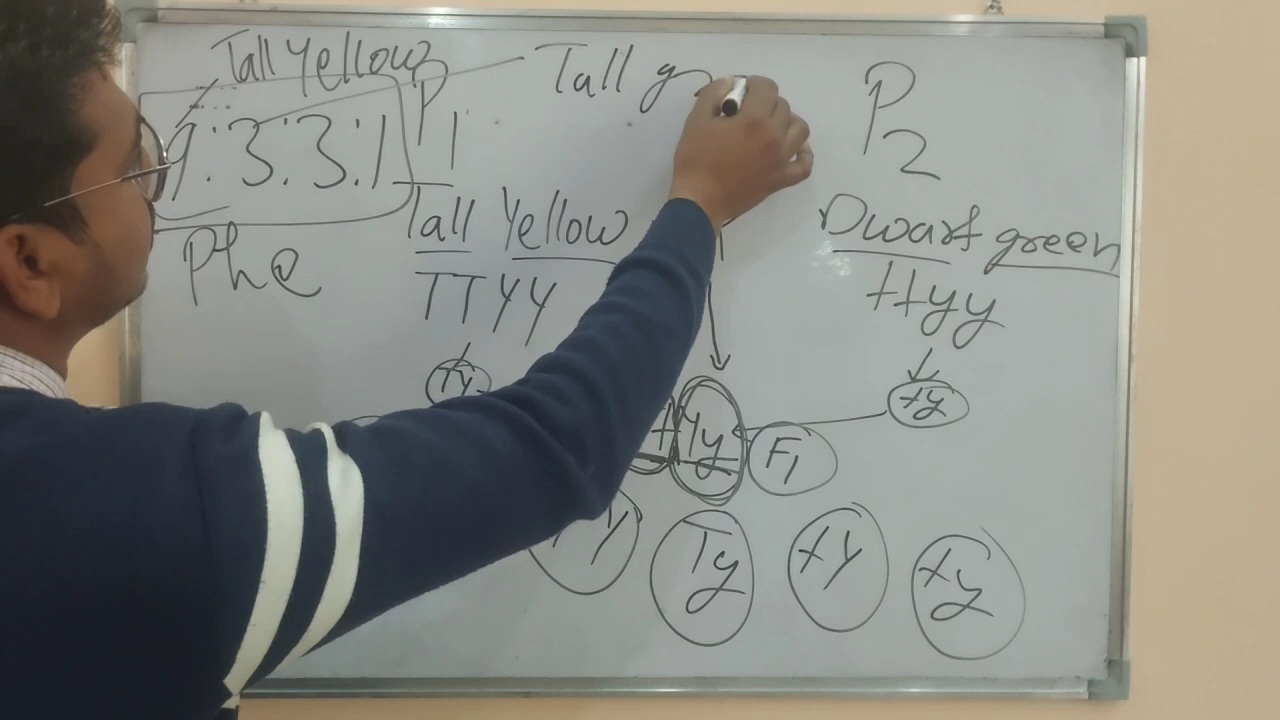 Tall Yellow
Tall g
9:3:3:1
P1
P2
Phe
Tall Yellow
Dwarf green
TTYY
ttyy
Ty
ty
Yy
F1
Ty
tY
ty